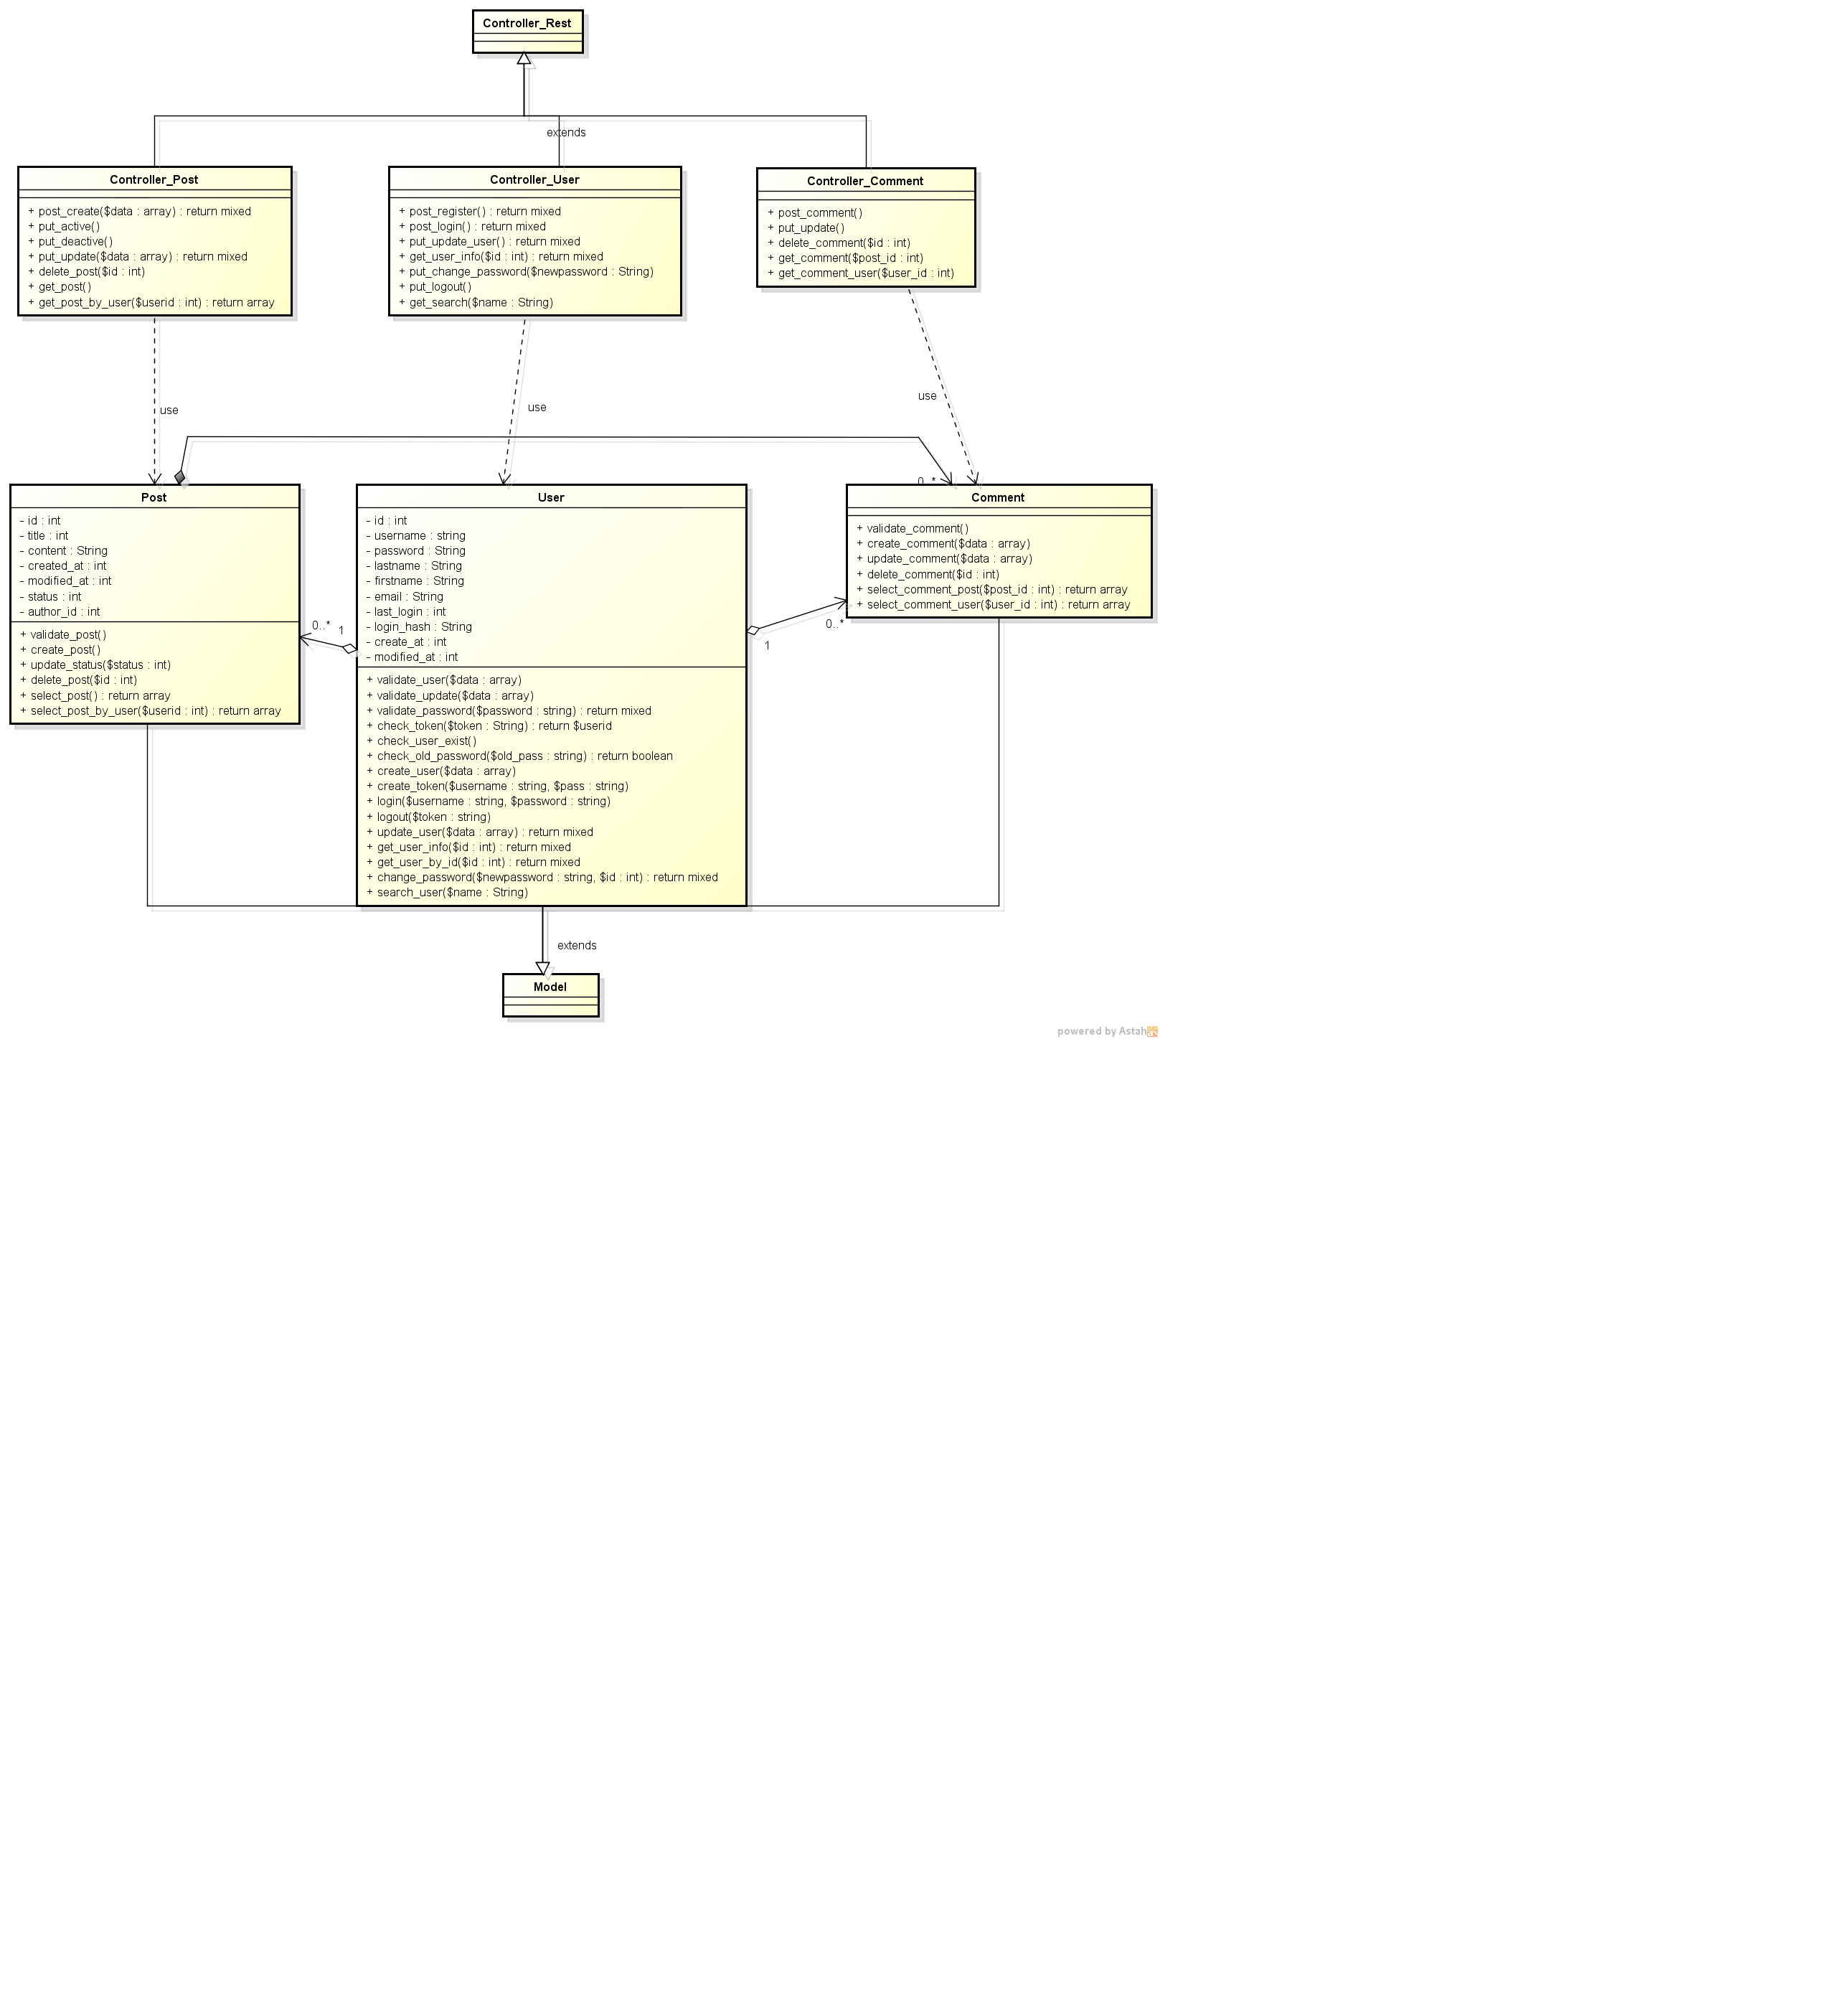 Controller_Rest
extends
Controller_Post
+ post_create($data : array) : return mixed
+ put_active()
+ put_deactive()
+ put_update($data : array) : return mixed
+ delete_post($id : int)
+ get_post()
+ get_post_by_user($userid : int) : return array
Controller_User
+ post_register() : return mixed
+ post_login() : return mixed
+ put_update_user() : return mixed
+ get_user_info($id : int) : return mixed
+ put_change_password($newpassword : String)
+ put_logout()
+ get_search($name : String)
Controller_Comment
+ post_comment()
+ put_update()
+ delete_comment($id : int)
+ get_comment($post_id : int)
+ get_comment_user($user_id : int)
use
use
use
0..*
Post
- id : int
- title : int
- content : String
- created_at : int
- modified_at : int
- status : int
- author_id : int
+ validate_post()
+ create_post()
+ update_status($status : int)
+ delete_post($id : int)
+ select_post() : return array
+ select_post_by_user($userid : int) : return array
0..*
1
User
- id : int
- username : string
- password : String
- lastname : String
- firstname : String
- email : String
- last_login : int
- login_hash : String
- create_at : int
- modified_at : int
+ validate_user($data : array)
+ validate_update($data : array)
+ validate_password($password : string) : return mixed
+ check_token($token : String) : return $userid
+ check_user_exist()
+ check_old_password($old_pass : string) : return boolean
+ create_user($data : array)
+ create_token($username : string, $pass : string)
+ login($username : string, $password : string)
+ logout($token : string)
+ update_user($data : array) : return mixed
+ get_user_info($id : int) : return mixed
+ get_user_by_id($id : int) : return mixed
+ change_password($newpassword : string, $id : int) : return mixed
+ search_user($name : String)
Comment
+ validate_comment()
+ create_comment($data : array)
+ update_comment($data : array)
+ delete_comment($id : int)
+ select_comment_post($post_id : int) : return array
+ select_comment_user($user_id : int) : return array
0..*
1
extends
Model
powered by Astah